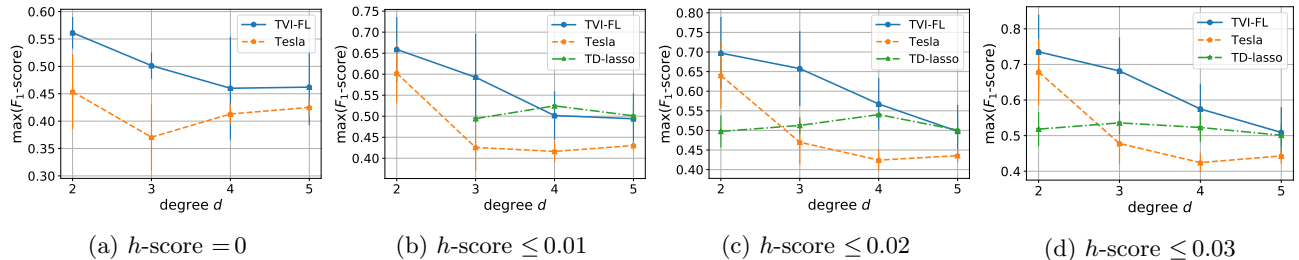 max(F₁-score)
0.60
0.55
0.50
0.45
0.40
0.35
0.30
2 3 4 5
degree d
TVI-FL
Tesla
(a) h-score = 0
max(F₁-score)
0.75
0.70
0.65
0.60
0.55
0.50
0.45
0.40
2 3 4 5
degree d
TVI-FL
Tesla
TD-lasso
(b) h-score ≤ 0.01
max(F₁-score)
0.80
0.75
0.70
0.65
0.60
0.55
0.50
0.45
0.40
2 3 4 5
degree d
TVI-FL
Tesla
TD-lasso
(c) h-score ≤ 0.02
max(F₁-score)
0.8
0.7
0.6
0.5
0.4
2 3 4 5
degree d
TVI-FL
Tesla
TD-lasso
(d) h-score ≤ 0.03